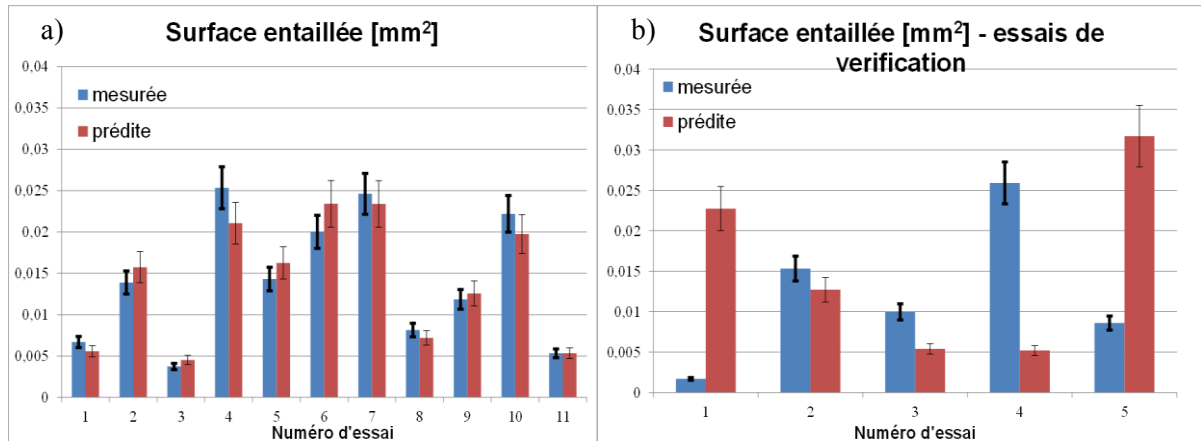 a)
Surface entaillée [mm²]
0,04
0,035
0,03
0,025
0,02
0,015
0,01
0,005
0
mesurée
prédite
1 2 3 4 5 6 7 8 9 10 11
Numéro d'essai
b)
Surface entaillée [mm²] - essais de
verification
0,04
0,035
0,03
0,025
0,02
0,015
0,01
0,005
0
mesurée
prédite
1 2 3 4 5
Numéro d'essai